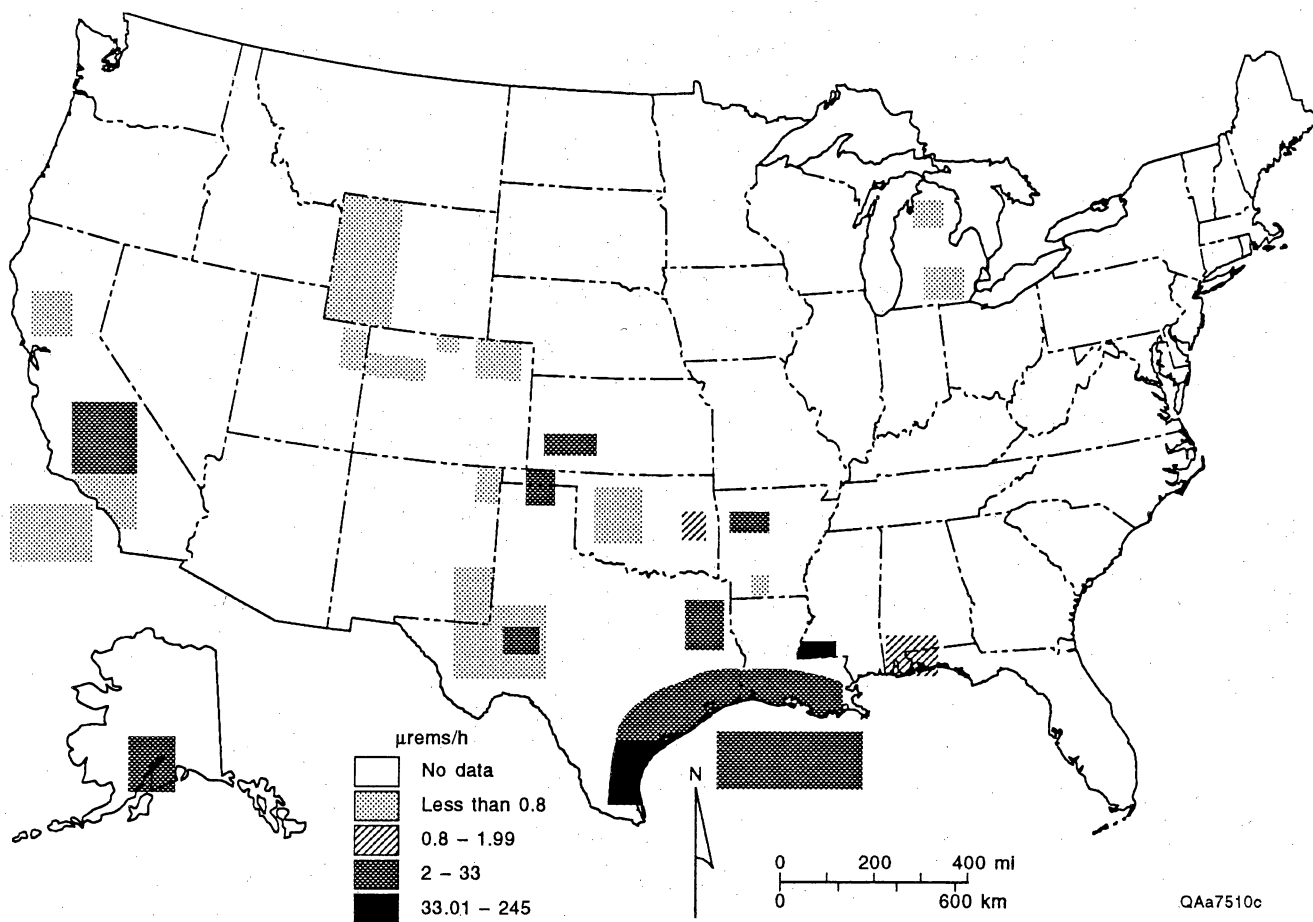 µrems/h
No data
Less than 0.8
0.8 – 1.99
2 – 33
33.01 – 245
N
0 200 400 mi
0 600 km
QAa7510c